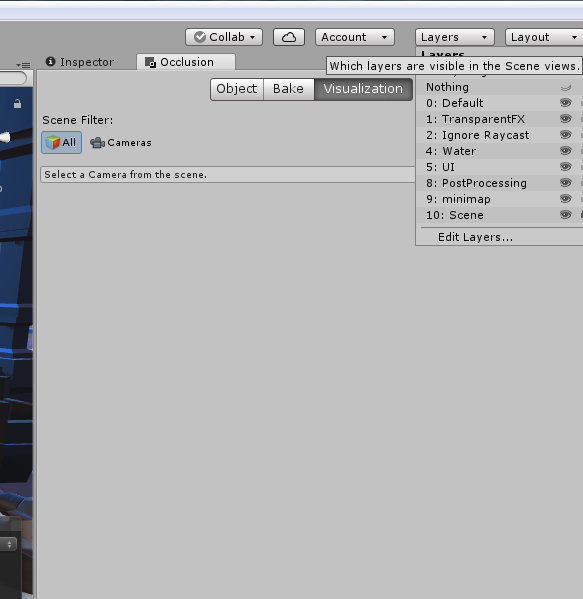 Collab Account Layers Layout
Inspector Occlusion
Layers
Which layers are visible in the Scene views.
Object Bake Visualization
Nothing
0: Default
Scene Filter:
1: TransparentFX
2: Ignore Raycast
All Cameras
4: Water
5: UI
Select a Camera from the scene.
8: PostProcessing
9: minimap
10: Scene
Edit Layers...